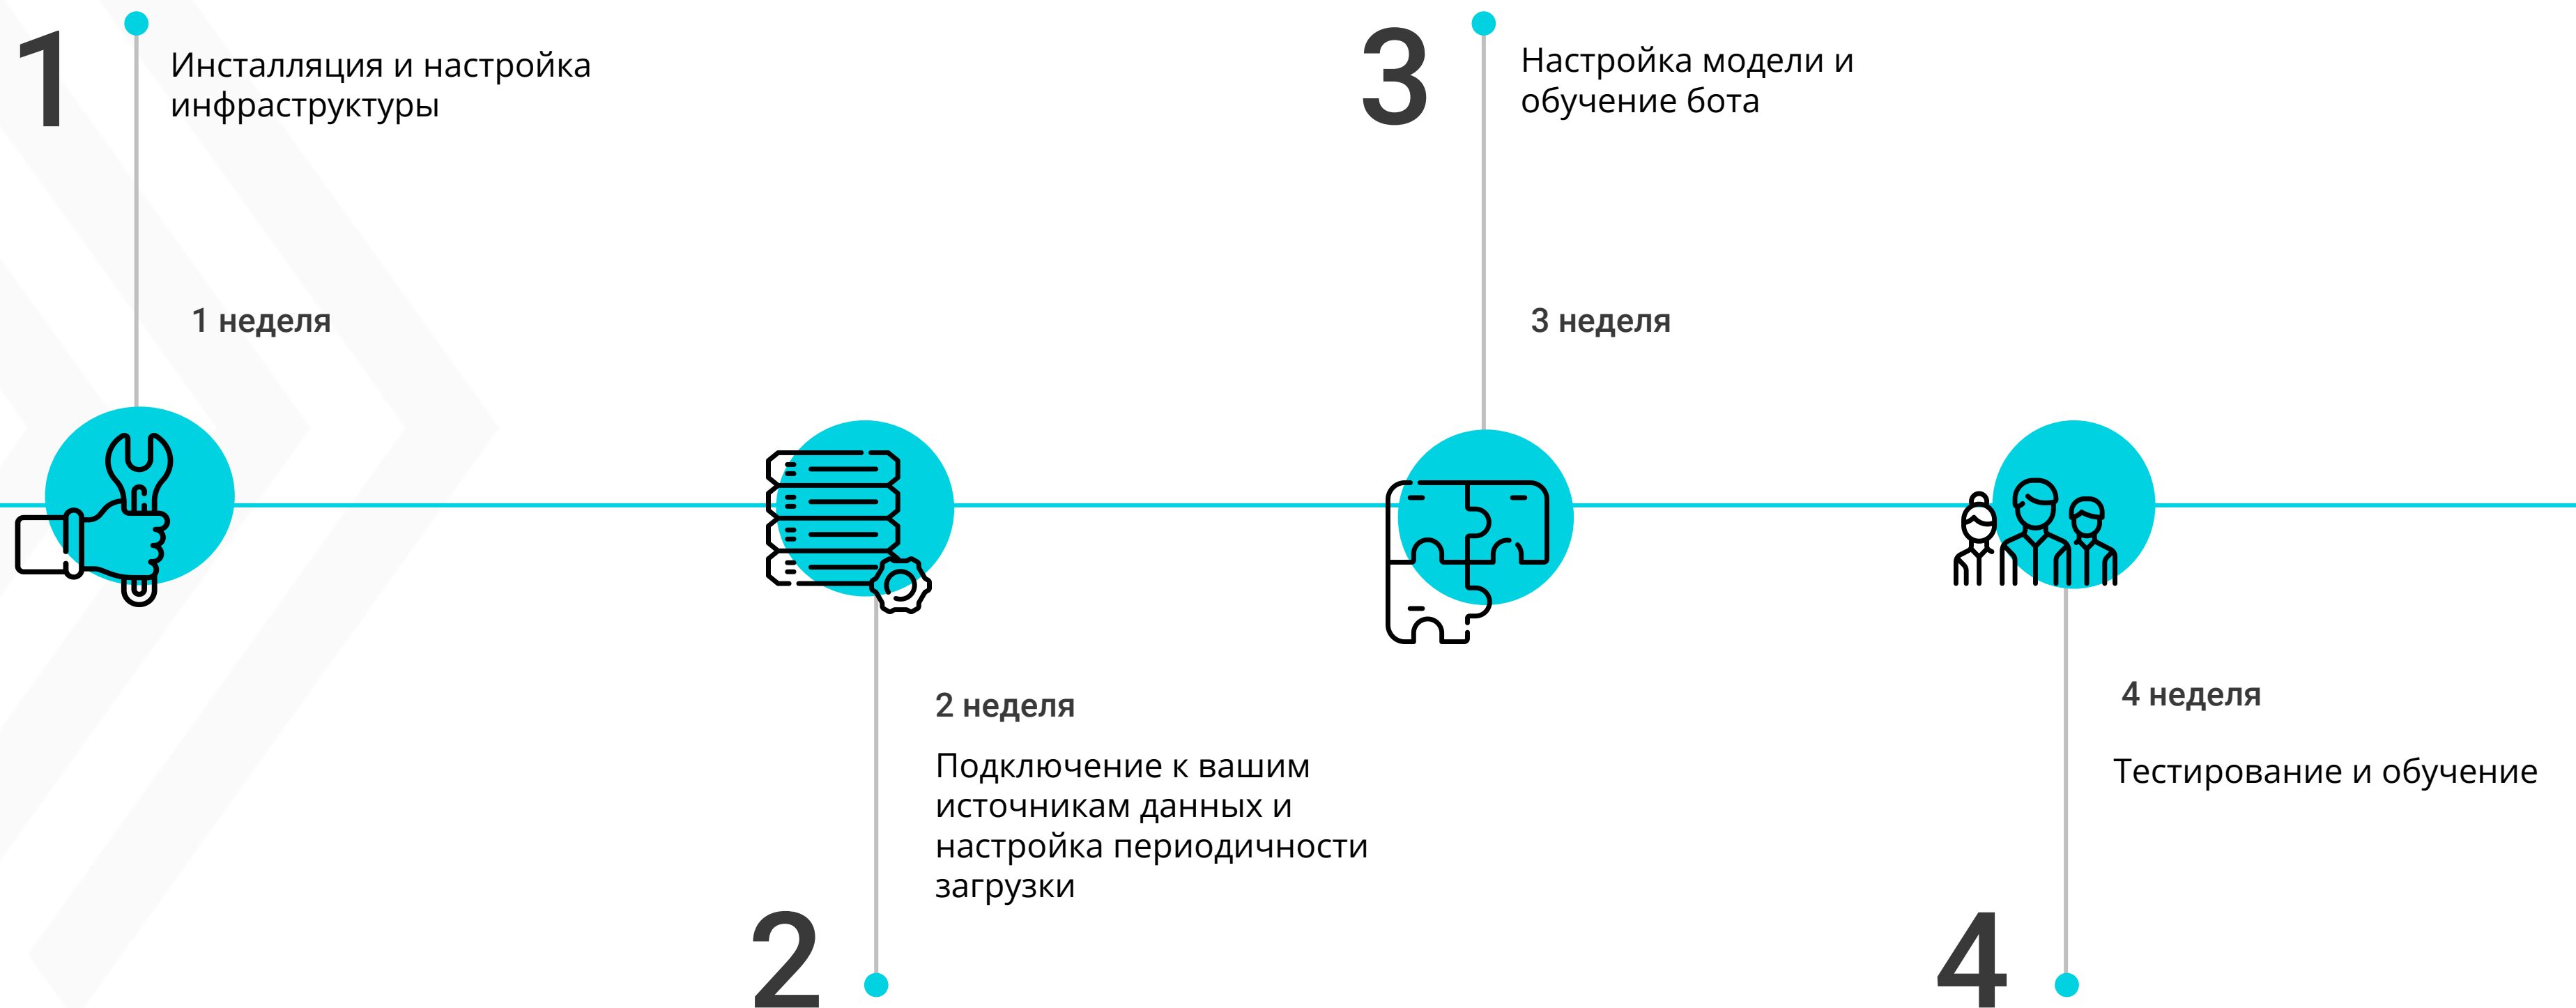 1
Инсталляция и настройка
инфраструктуры
1 неделя
2 неделя
Подключение к вашим
источникам данных и
настройка периодичности
загрузки
2
3
Настройка модели и
обучение бота
3 неделя
4 неделя
Тестирование и обучение
4